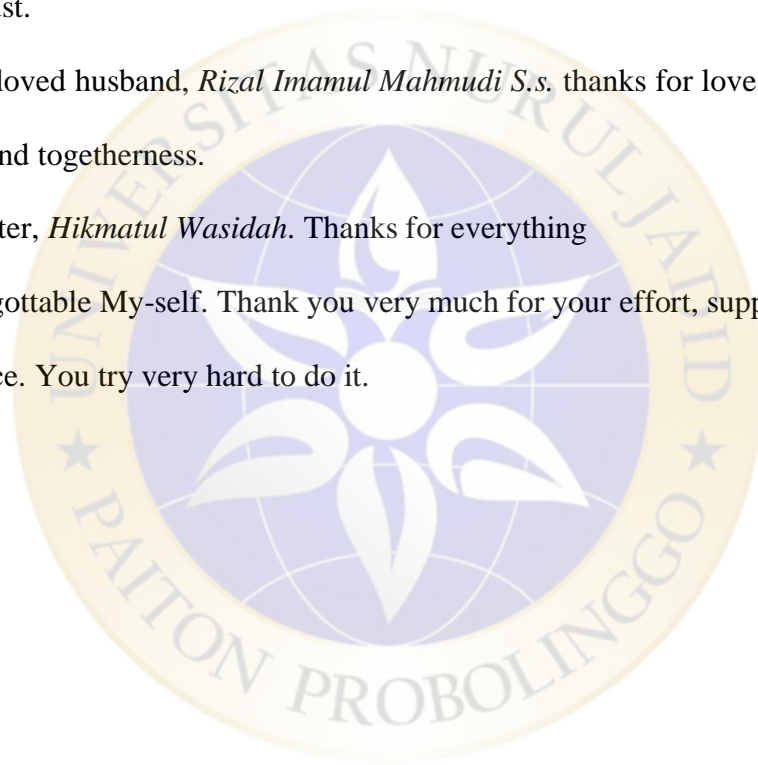 st.
loved husband, Rizal Imamul Mahmudi S.s. thanks for love
nd togetherness.
ter, Hikmatul Wasidah. Thanks for everything
gottable My-self. Thank you very much for your effort, supp
ce. You try very hard to do it.
UNIVERSITAS NURUL JADID
PAITON PROBOLINGGO